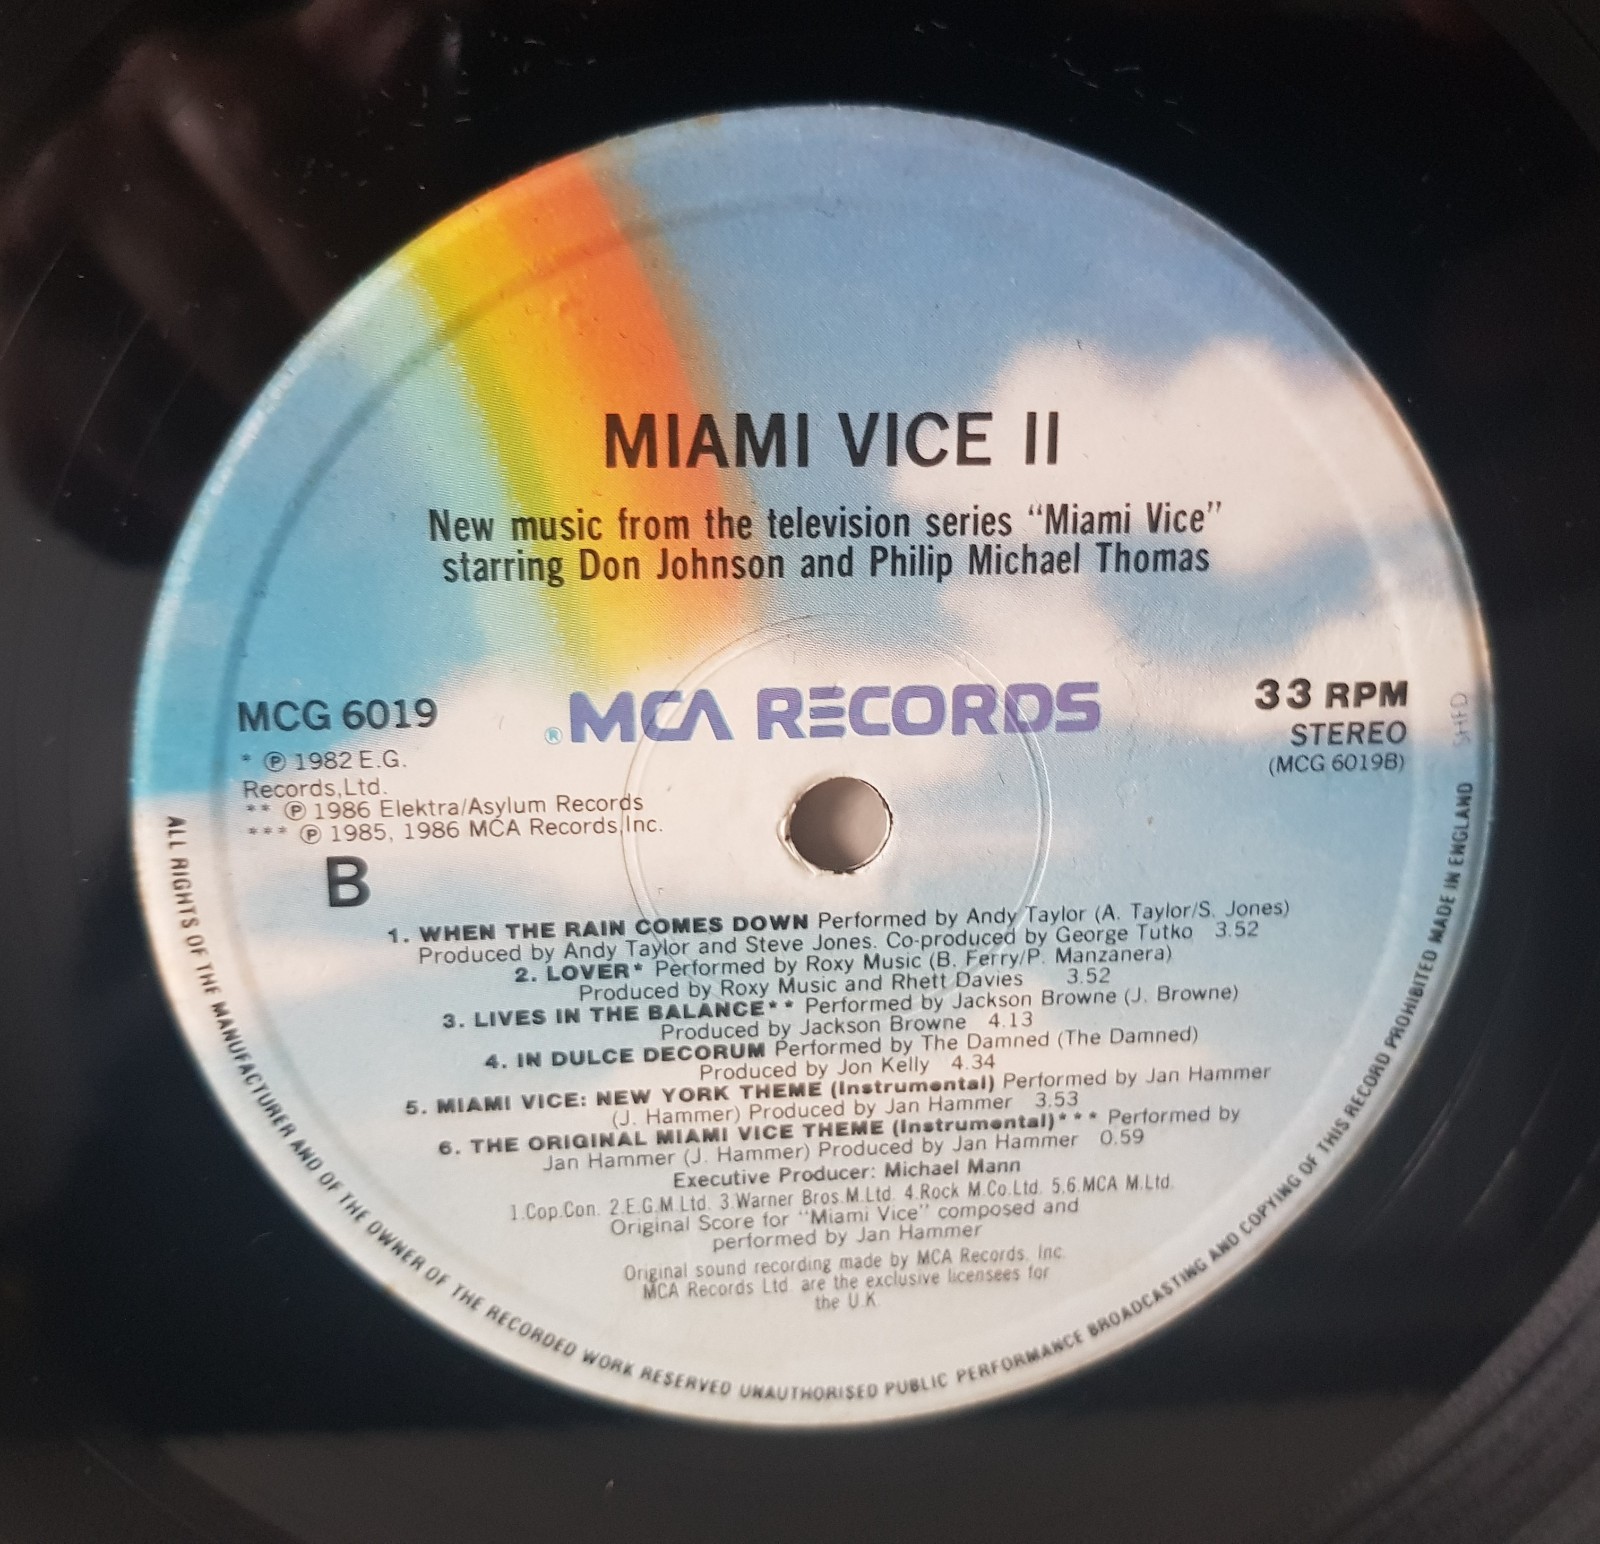 MIAMI VICE II
New music from the television series "Miami Vice"
starring Don Johnson and Philip Michael Thomas
MCG 6019
® MCA RECORDS
33 RPM
STEREO
(MCG 6019B)
* ℗ 1982 E.G.
Records,Ltd.
** ℗ 1986 Elektra/Asylum Records
*** ℗ 1985, 1986 MCA Records,Inc.
B
1. WHEN THE RAIN COMES DOWN Performed by Andy Taylor (A. Taylor/S. Jones)
Produced by Andy Taylor and Steve Jones. Co-produced by George Tutko 3.52
2. LOVER* Performed by Roxy Music (B. Ferry/P. Manzanera)
Produced by Roxy Music and Rhett Davies 3.52
3. LIVES IN THE BALANCE** Performed by Jackson Browne (J. Browne)
Produced by Jackson Browne 4.13
4. IN DULCE DECORUM Performed by The Damned (The Damned)
Produced by Jon Kelly 4.34
5. MIAMI VICE: NEW YORK THEME (Instrumental) Performed by Jan Hammer
(J. Hammer) Produced by Jan Hammer 3.53
6. THE ORIGINAL MIAMI VICE THEME (Instrumental)*** Performed by
Jan Hammer (J. Hammer) Produced by Jan Hammer 0.59
Executive Producer: Michael Mann
1.Cop.Con. 2.E.G.M.Ltd. 3.Warner Bros.M.Ltd. 4.Rock M.Co.Ltd. 5,6.MCA M.Ltd.
Original Score for "Miami Vice" composed and
performed by Jan Hammer
Original sound recording made by MCA Records, Inc.
MCA Records Ltd. are the exclusive licensees for
the U.K.
ALL RIGHTS OF THE MANUFACTURER AND OF THE OWNER OF THE RECORDED WORK RESERVED UNAUTHORISED PUBLIC PERFORMANCE BROADCASTING AND COPYING OF THIS RECORD PROHIBITED MADE IN ENGLAND